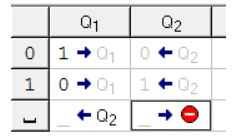 Q₁ Q₂
0 1 → Q₁ 0 ← Q₂
1 0 → Q₁ 1 ← Q₂
␣ _ ← Q₂ _ →